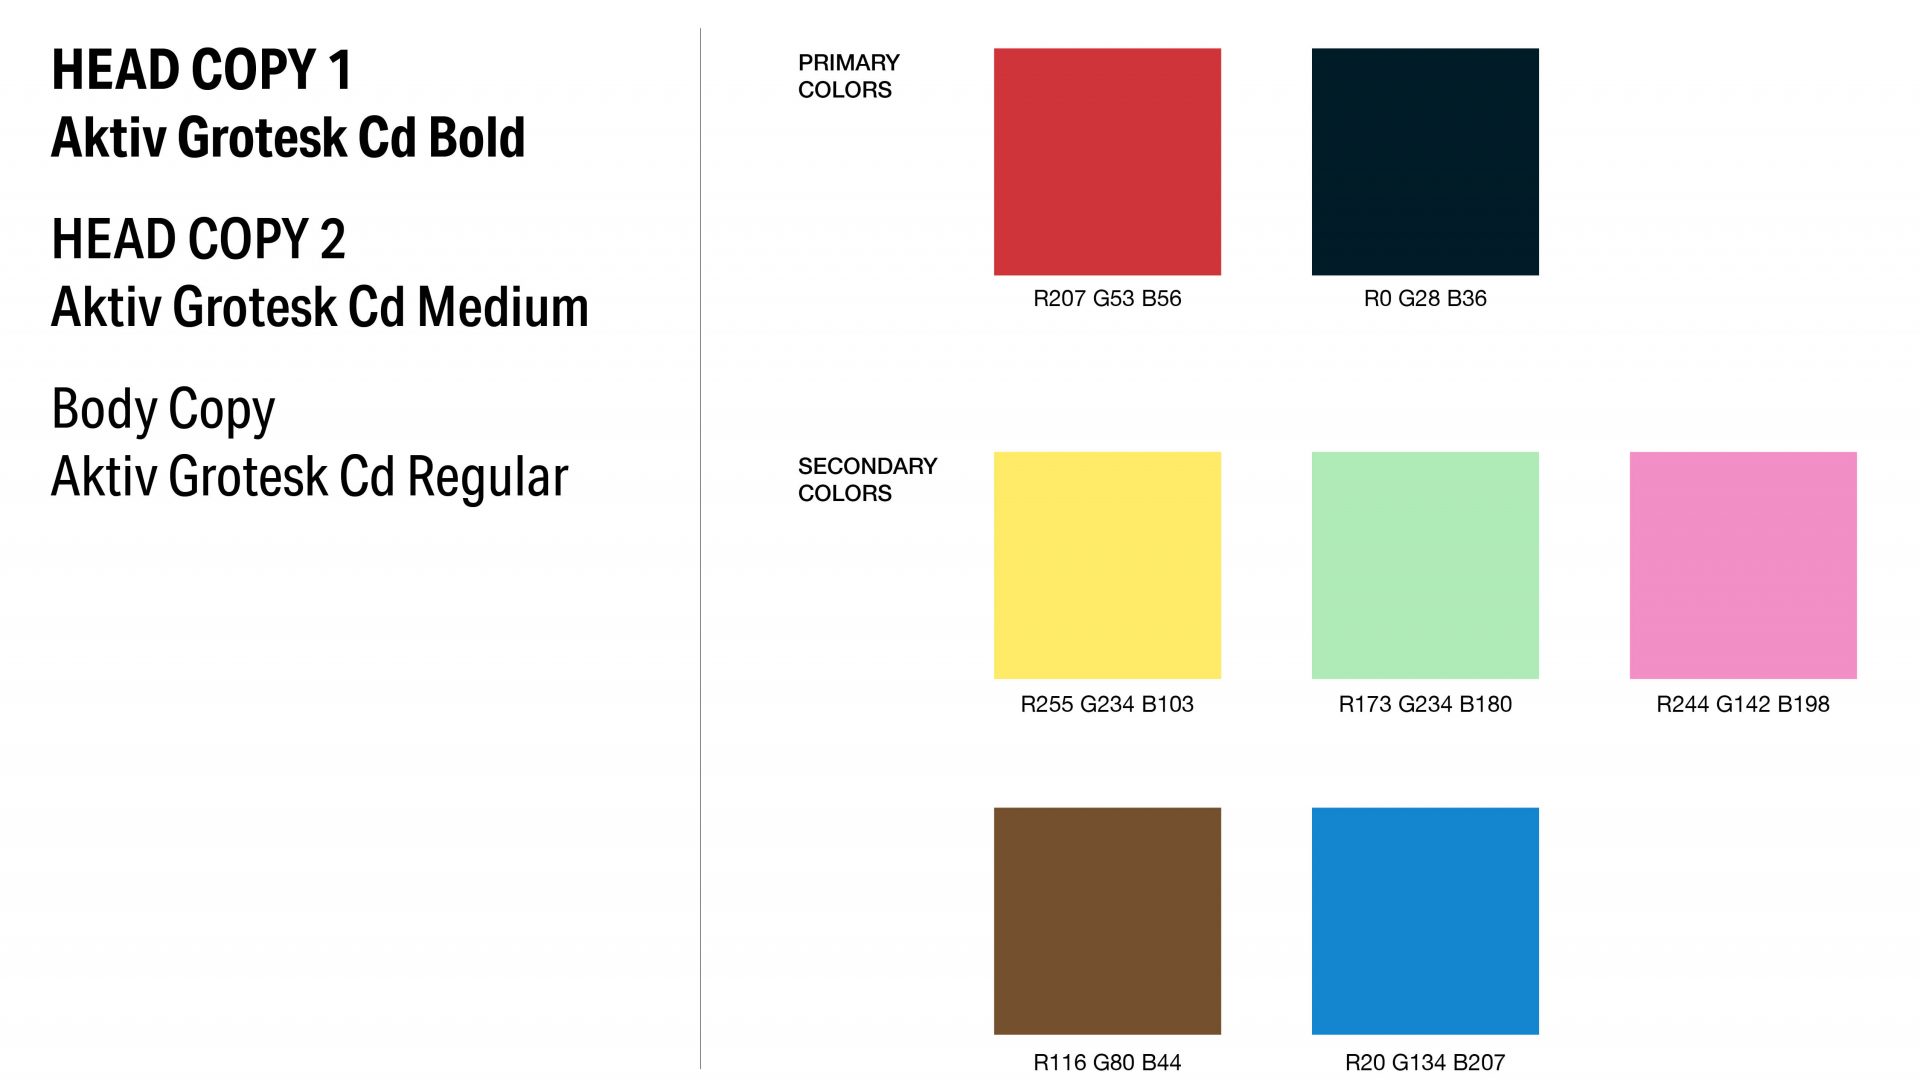 HEAD COPY 1
Aktiv Grotesk Cd Bold
HEAD COPY 2
Aktiv Grotesk Cd Medium
Body Copy
Aktiv Grotesk Cd Regular
PRIMARY
COLORS
R207 G53 B56
R0 G28 B36
SECONDARY
COLORS
R255 G234 B103
R173 G234 B180
R244 G142 B198
R116 G80 B44
R20 G134 B207